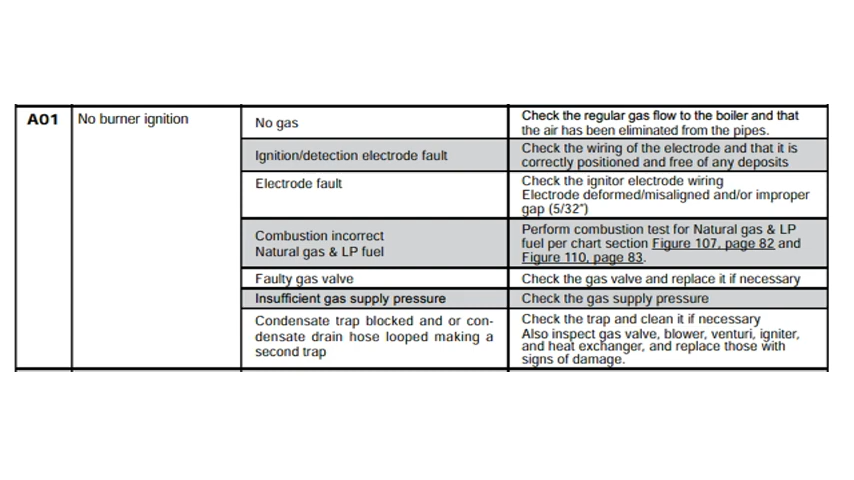 A01 No burner ignition
No gas
Check the regular gas flow to the boiler and that
the air has been eliminated from the pipes.
Ignition/detection electrode fault
Check the wiring of the electrode and that it is
correctly positioned and free of any deposits
Electrode fault
Check the ignitor electrode wiring
Electrode deformed/misaligned and/or improper
gap (5/32")
Combustion incorrect
Natural gas & LP fuel
Perform combustion test for Natural gas & LP
fuel per chart section Figure 107, page 82 and
Figure 110, page 83.
Faulty gas valve
Check the gas valve and replace it if necessary
Insufficient gas supply pressure
Check the gas supply pressure
Condensate trap blocked and or con-
densate drain hose looped making a
second trap
Check the trap and clean it if necessary
Also inspect gas valve, blower, venturi, igniter,
and heat exchanger, and replace those with
signs of damage.